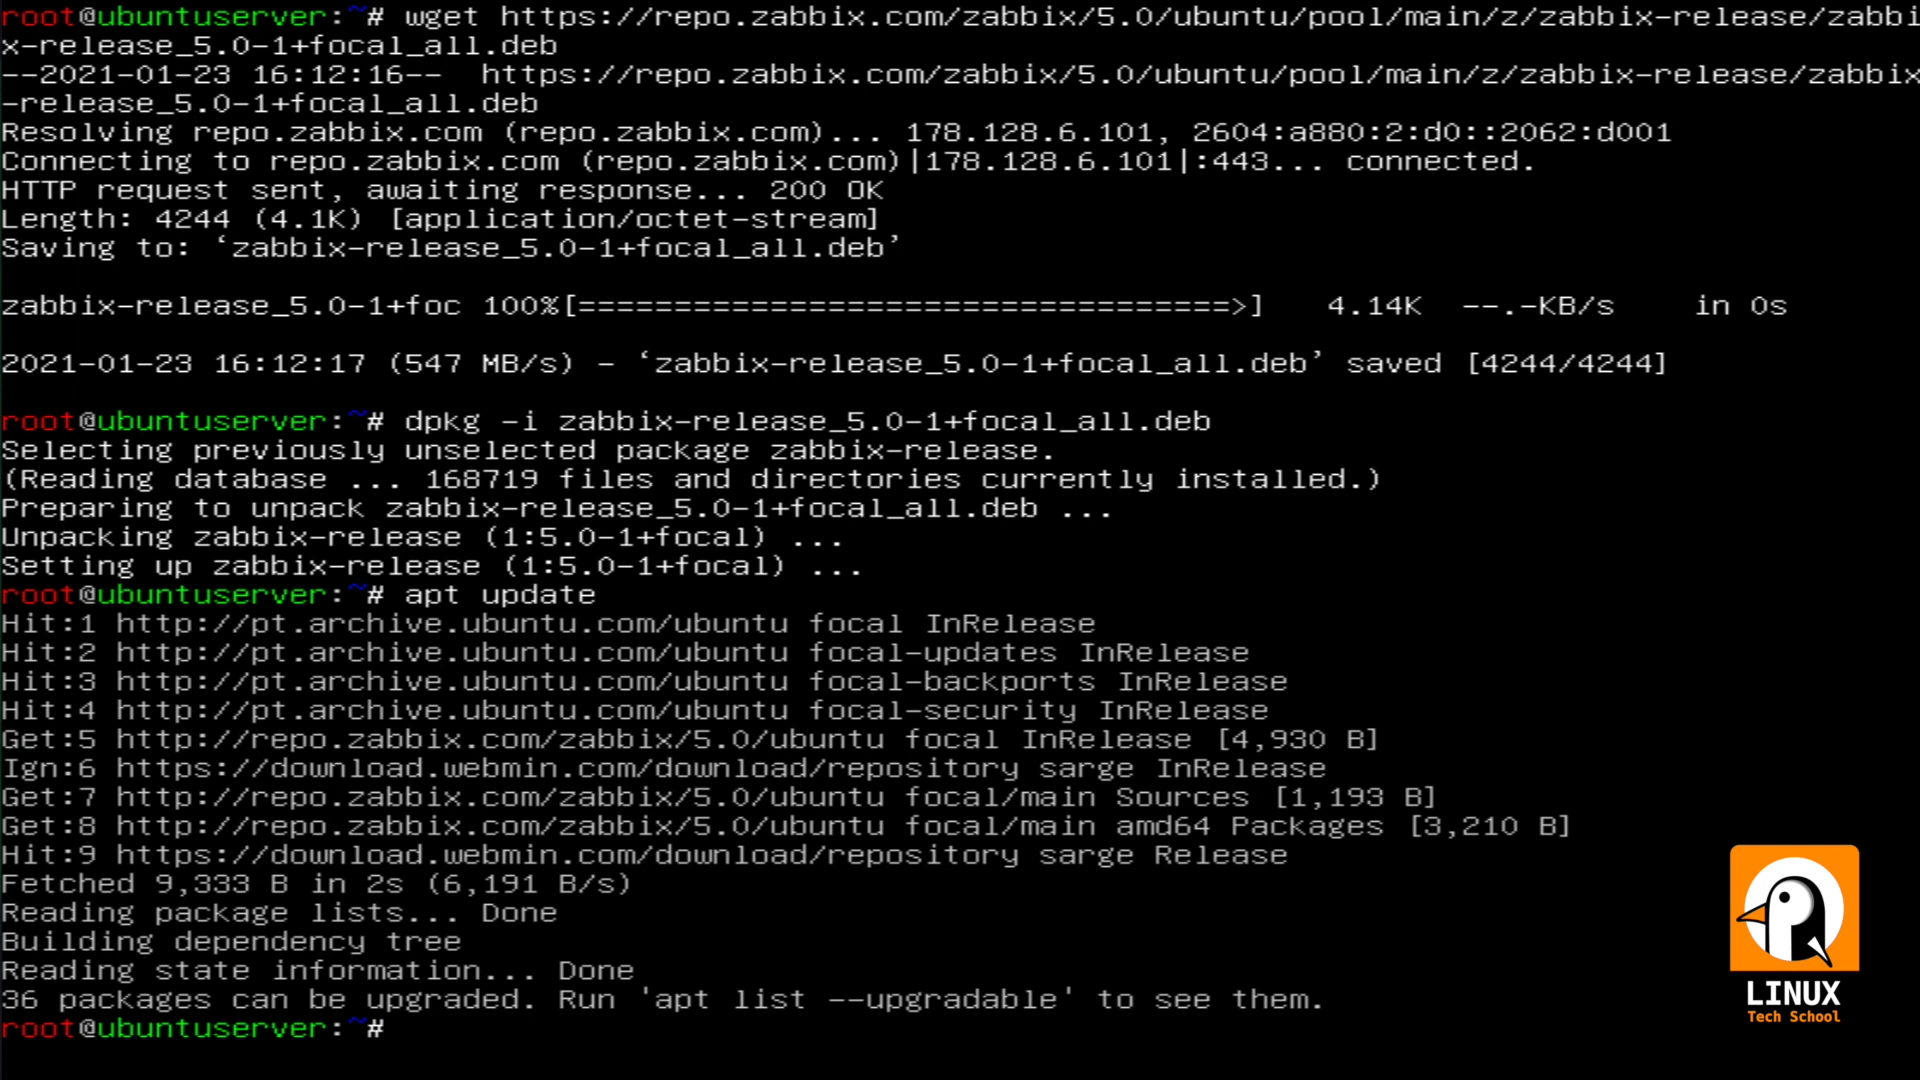 root@ubuntuserver:~# wget https://repo.zabbix.com/zabbix/5.0/ubuntu/pool/main/z/zabbix-release/zabbi
x-release_5.0-1+focal_all.deb
--2021-01-23 16:12:16--  https://repo.zabbix.com/zabbix/5.0/ubuntu/pool/main/z/zabbix-release/zabbix
-release_5.0-1+focal_all.deb
Resolving repo.zabbix.com (repo.zabbix.com)... 178.128.6.101, 2604:a880:2:d0::2062:d001
Connecting to repo.zabbix.com (repo.zabbix.com)|178.128.6.101|:443... connected.
HTTP request sent, awaiting response... 200 OK
Length: 4244 (4.1K) [application/octet-stream]
Saving to: ‘zabbix-release_5.0-1+focal_all.deb’
zabbix-release_5.0-1+foc 100%[==================================>]   4.14K  --.-KB/s    in 0s
2021-01-23 16:12:17 (547 MB/s) - ‘zabbix-release_5.0-1+focal_all.deb’ saved [4244/4244]
root@ubuntuserver:~# dpkg -i zabbix-release_5.0-1+focal_all.deb
Selecting previously unselected package zabbix-release.
(Reading database ... 168719 files and directories currently installed.)
Preparing to unpack zabbix-release_5.0-1+focal_all.deb ...
Unpacking zabbix-release (1:5.0-1+focal) ...
Setting up zabbix-release (1:5.0-1+focal) ...
root@ubuntuserver:~# apt update
Hit:1 http://pt.archive.ubuntu.com/ubuntu focal InRelease
Hit:2 http://pt.archive.ubuntu.com/ubuntu focal-updates InRelease
Hit:3 http://pt.archive.ubuntu.com/ubuntu focal-backports InRelease
Hit:4 http://pt.archive.ubuntu.com/ubuntu focal-security InRelease
Get:5 http://repo.zabbix.com/zabbix/5.0/ubuntu focal InRelease [4,930 B]
Ign:6 https://download.webmin.com/download/repository sarge InRelease
Get:7 http://repo.zabbix.com/zabbix/5.0/ubuntu focal/main Sources [1,193 B]
Get:8 http://repo.zabbix.com/zabbix/5.0/ubuntu focal/main amd64 Packages [3,210 B]
Hit:9 https://download.webmin.com/download/repository sarge Release
Fetched 9,333 B in 2s (6,191 B/s)
Reading package lists... Done
Building dependency tree
Reading state information... Done
36 packages can be upgraded. Run 'apt list --upgradable' to see them.
root@ubuntuserver:~#
LINUX
Tech School